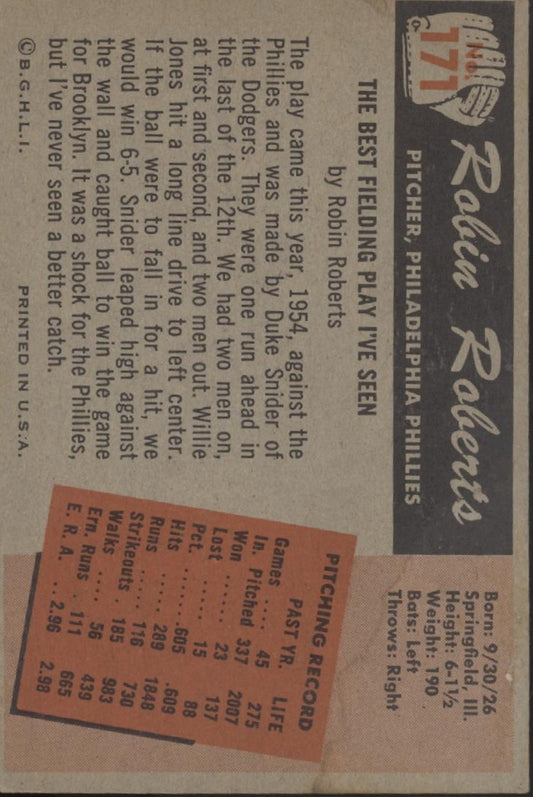 No.
171
Robin Roberts
PITCHER, PHILADELPHIA PHILLIES
Born: 9/30/26
Springfield, Ill.
Height: 6-1½
Weight: 190
Bats: Left
Throws: Right
THE BEST FIELDING PLAY I'VE SEEN
by Robin Roberts
The play came this year, 1954, against the
Phillies and was made by Duke Snider of
the Dodgers. They were one run ahead in
the last of the 12th. We had two men on,
at first and second, and two men out. Willie
Jones hit a long line drive to left center.
If the ball were to fall in for a hit, we
would win 6-5. Snider leaped high against
the wall and caught ball to win the game
for Brooklyn. It was a shock for the Phillies,
but I've never seen a better catch.
PITCHING RECORD
PAST YR. LIFE
Games .... 45 275
In. Pitched 337 2007
Won ...... 23 137
Lost ...... 15 88
Pct. ...... .605 .609
Hits ...... 289 1848
Runs ..... 116 730
Strikeouts . 185 983
Walks .... 56 439
Ern. Runs . 111 665
E. R. A. .. 2.96 2.98
© B.G.H.L.I. PRINTED IN U.S.A.